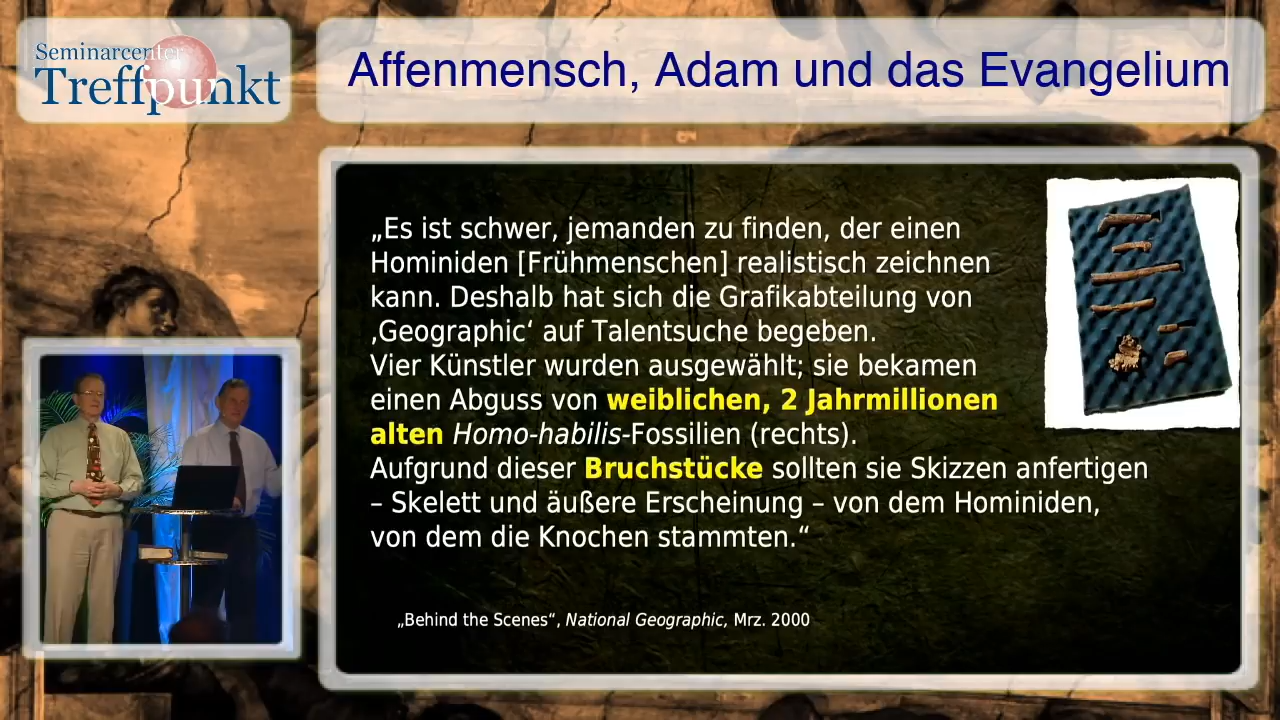 Seminarcenter
Treffpunkt
Affenmensch, Adam und das Evangelium
„Es ist schwer, jemanden zu finden, der einen
Hominiden [Frühmenschen] realistisch zeichnen
kann. Deshalb hat sich die Grafikabteilung von
‚Geographic‘ auf Talentsuche begeben.
Vier Künstler wurden ausgewählt; sie bekamen
einen Abguss von weiblichen, 2 Jahrmillionen
alten Homo-habilis-Fossilien (rechts).
Aufgrund dieser Bruchstücke sollten sie Skizzen anfertigen
– Skelett und äußere Erscheinung – von dem Hominiden,
von dem die Knochen stammten.“
„Behind the Scenes“, National Geographic, Mrz. 2000